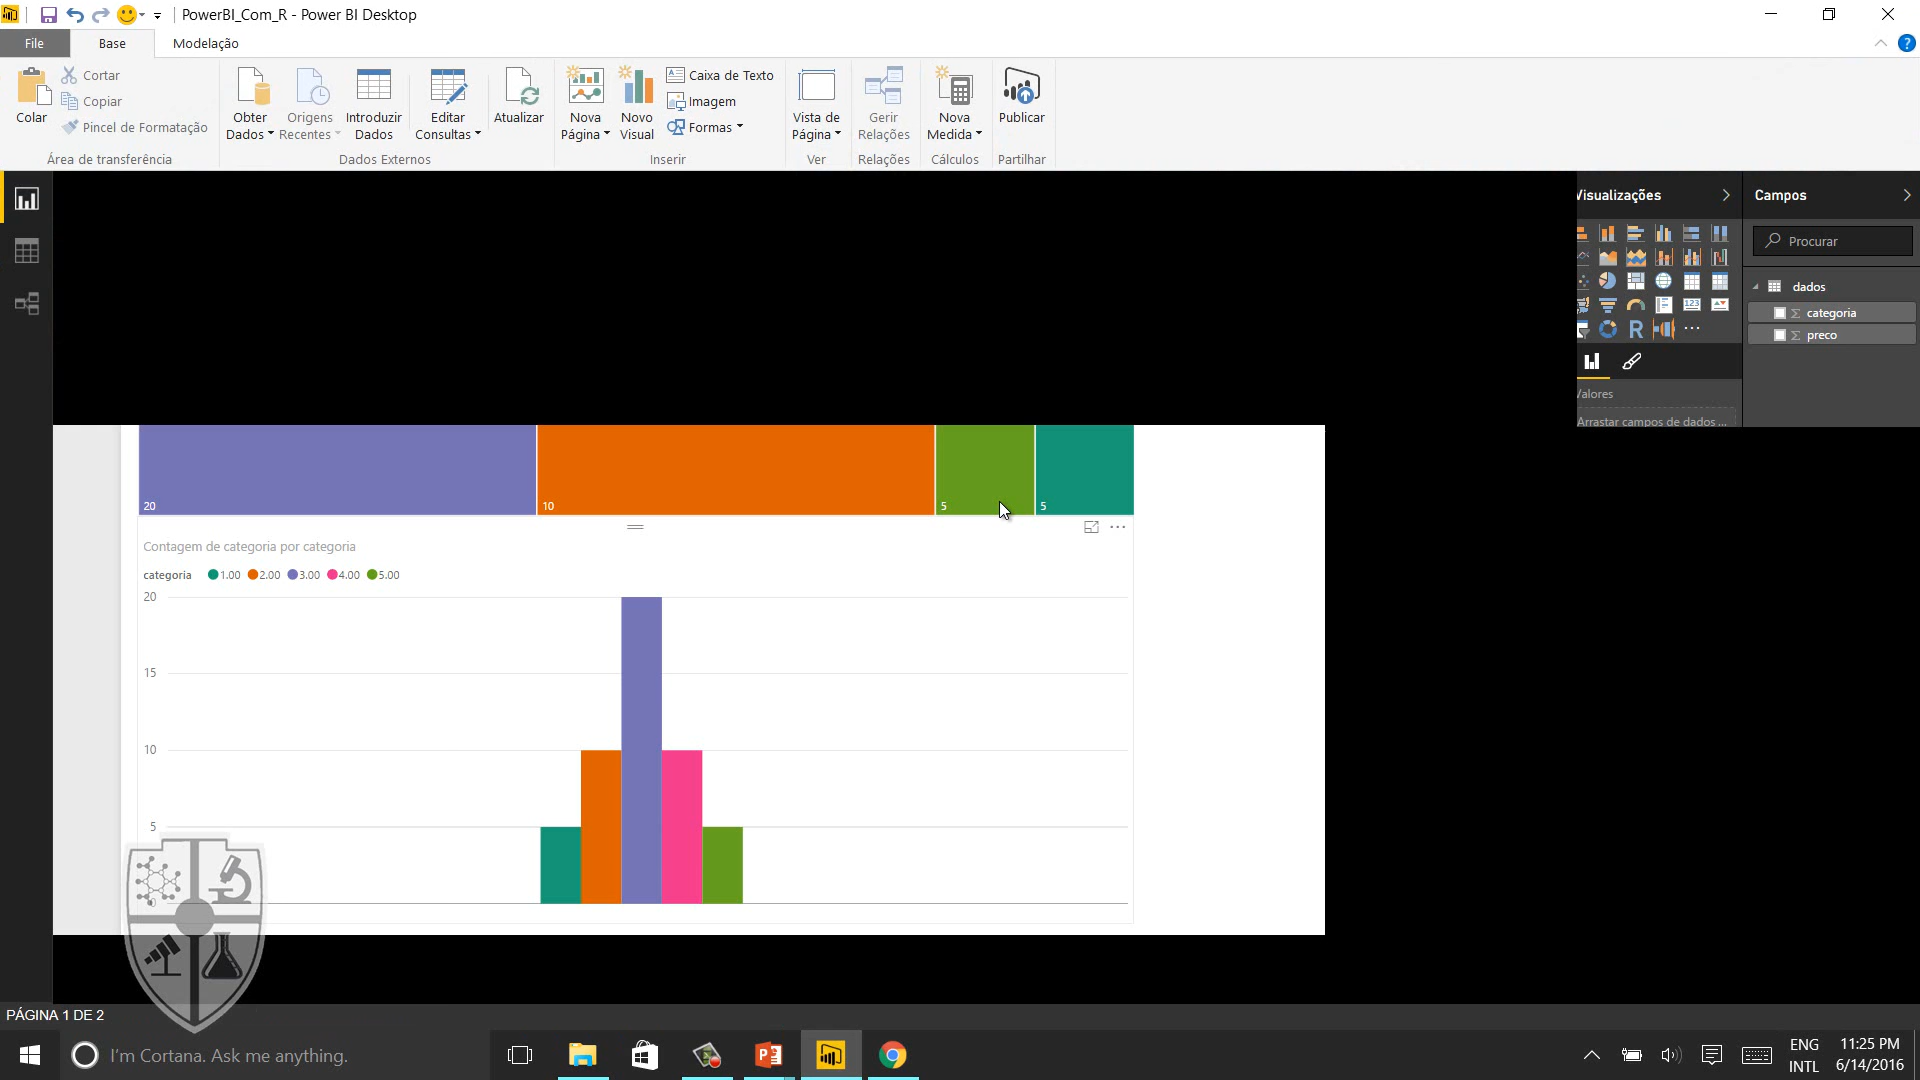 PowerBI_Com_R - Power BI Desktop
File Base Modelação
Colar
Cortar
Copiar
Pincel de Formatação
Área de transferência
Obter Dados
Origens Recentes
Introduzir Dados
Editar Consultas
Atualizar
Dados Externos
Nova Página
Novo Visual
Caixa de Texto
Imagem
Formas
Inserir
Vista de Página
Ver
Gerir Relações
Relações
Nova Medida
Cálculos
Publicar
Partilhar
Visualizações
Campos
Procurar
dados
categoria
preco
Valores
Arrastar campos de dados ...
20 10 5 5
Contagem de categoria por categoria
categoria 1.00 2.00 3.00 4.00 5.00
20
15
10
5
0
PÁGINA 1 DE 2
I'm Cortana. Ask me anything.
ENG
INTL
11:25 PM
6/14/2016